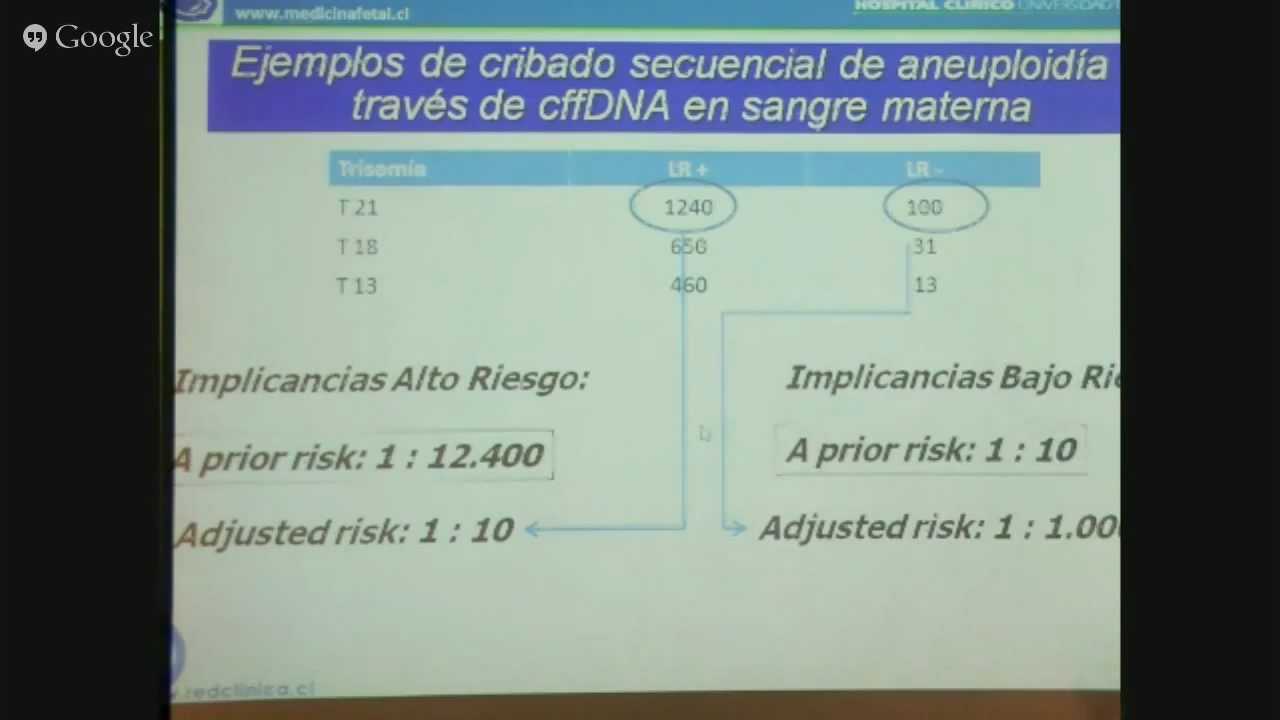 Google
www.medicinafetal.cl
HOSPITAL CLINICO UNIVERSIDAD
Ejemplos de cribado secuencial de aneuploidía
través de cffDNA en sangre materna
Trisomía LR + LR -
T 21 1240 100
T 18 650 31
T 13 460 13
Implicancias Alto Riesgo:
Implicancias Bajo Rie
A prior risk: 1 : 12.400
A prior risk: 1 : 10
Adjusted risk: 1 : 10
Adjusted risk: 1 : 1.00
.redclinica.cl